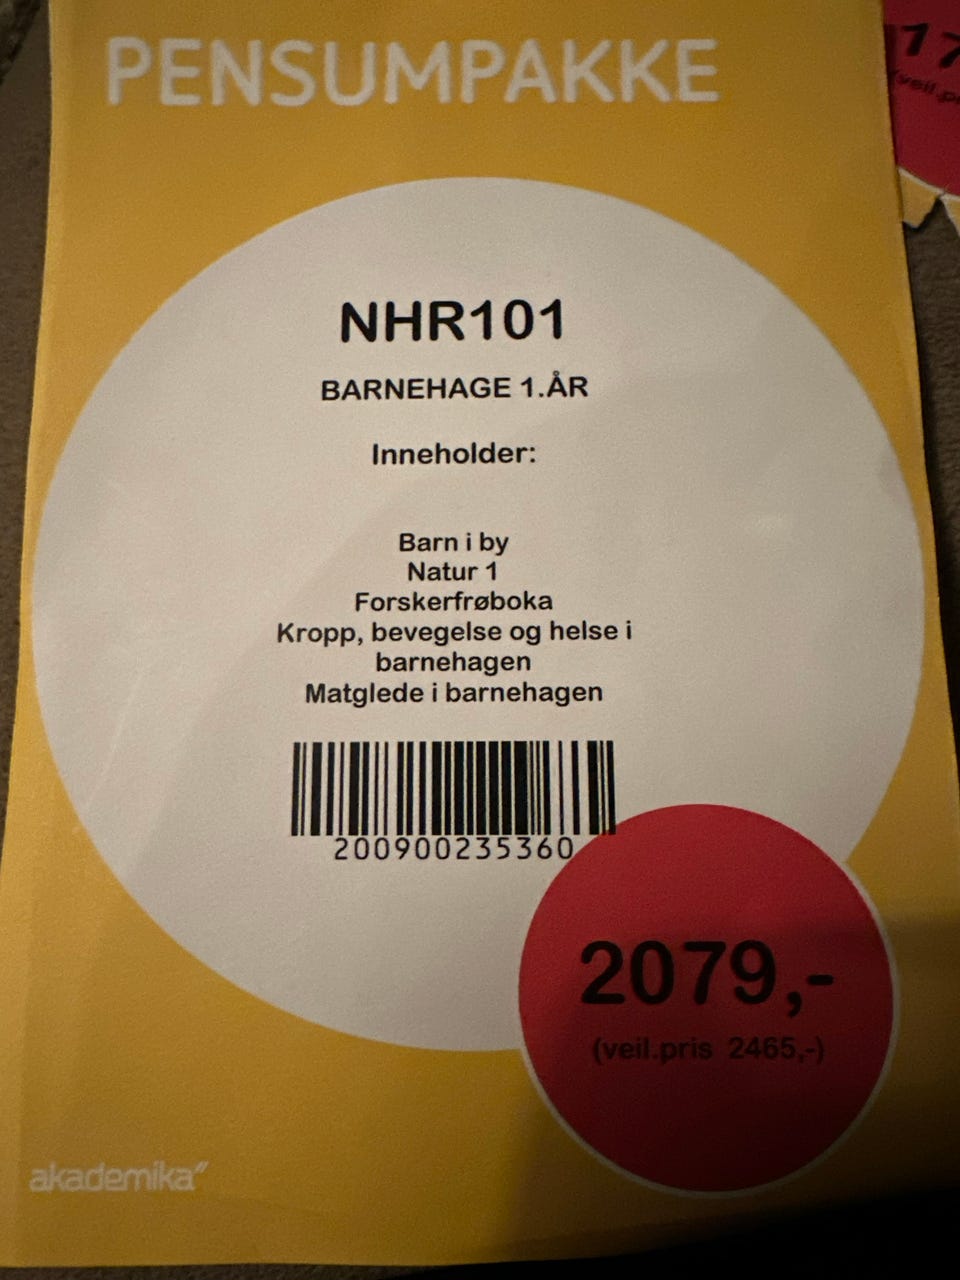 PENSUMPAKKE
NHR101
BARNEHAGE 1.ÅR
Inneholder:
Barn i by
Natur 1
Forskerfrøboka
Kropp, bevegelse og helse i
barnehagen
Matglede i barnehagen
200900235360
2079,-
(veil.pris 2465,-)
akademika"